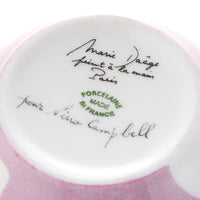 Marie Daâge
peint à la main
Paris
PORCELAINE
MADE
IN FRANCE
pour Nina Campbell